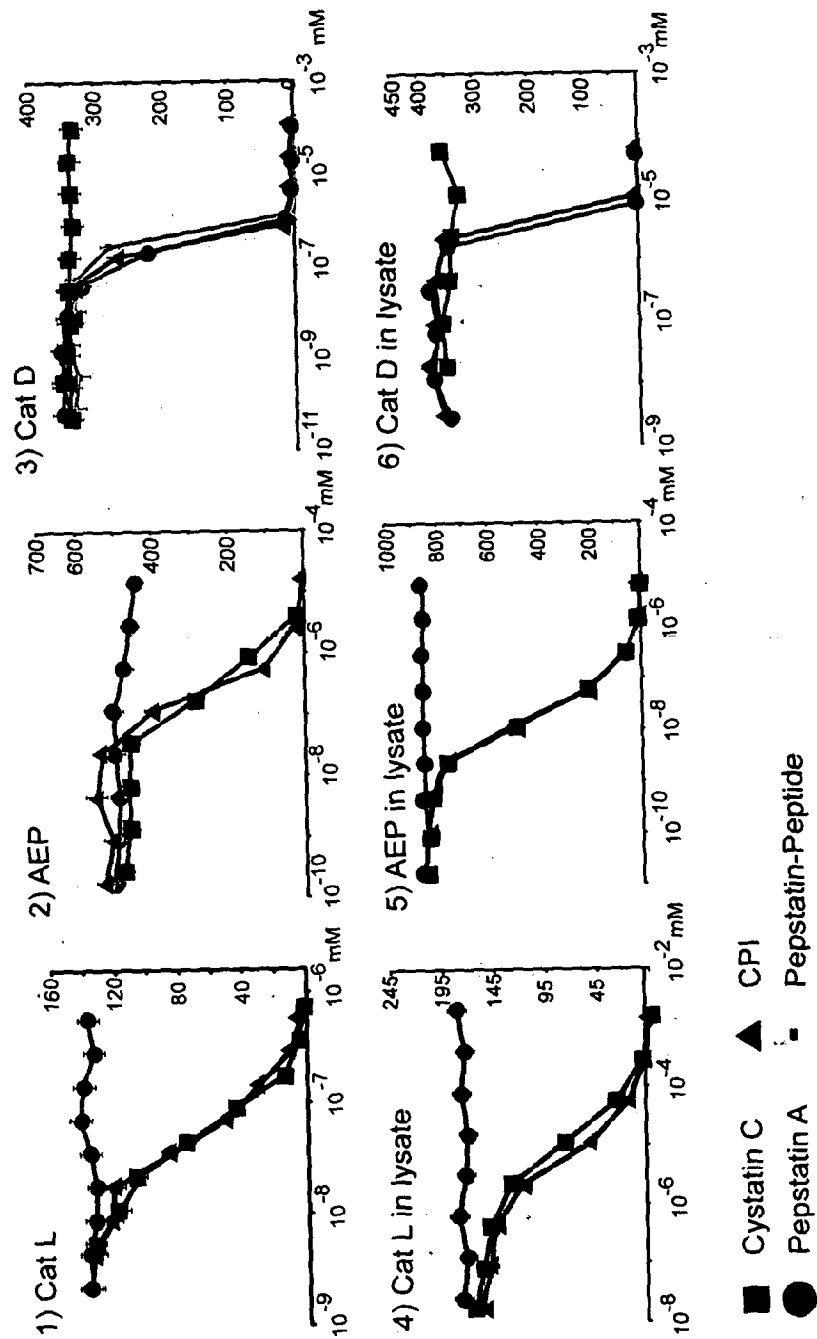 1) Cat L
160
120
80
40
10-9
10-8
10-7
10-6 mM
2) AEP
700
600
400
200
10-10
10-8
10-6
10-4 mM
3) Cat D
400
300
200
100
10-11
10-9
10-7
10-5
10-3 mM
4) Cat L in lysate
245
195
145
95
45
10-8
10-6
10-4
10-2 mM
5) AEP in lysate
1000
800
600
400
200
10-10
10-8
10-6
10-4 mM
6) Cat D in lysate
450
400
300
200
100
10-9
10-7
10-5
10-3 mM
Cystatin C
CPI
Pepstatin A
Pepstatin-Peptide